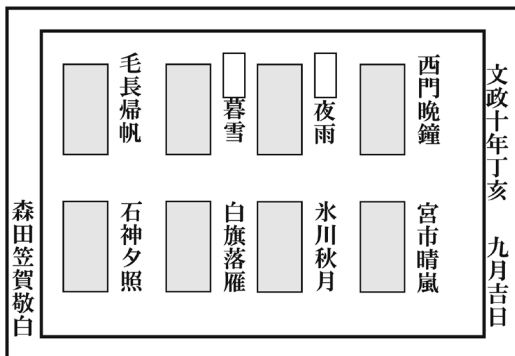 文政十年丁亥　九月吉日
西門晩鐘
夜雨
暮雪
毛長帰帆
宮市晴嵐
氷川秋月
白旗落雁
石神夕照
森田笠賀敬白